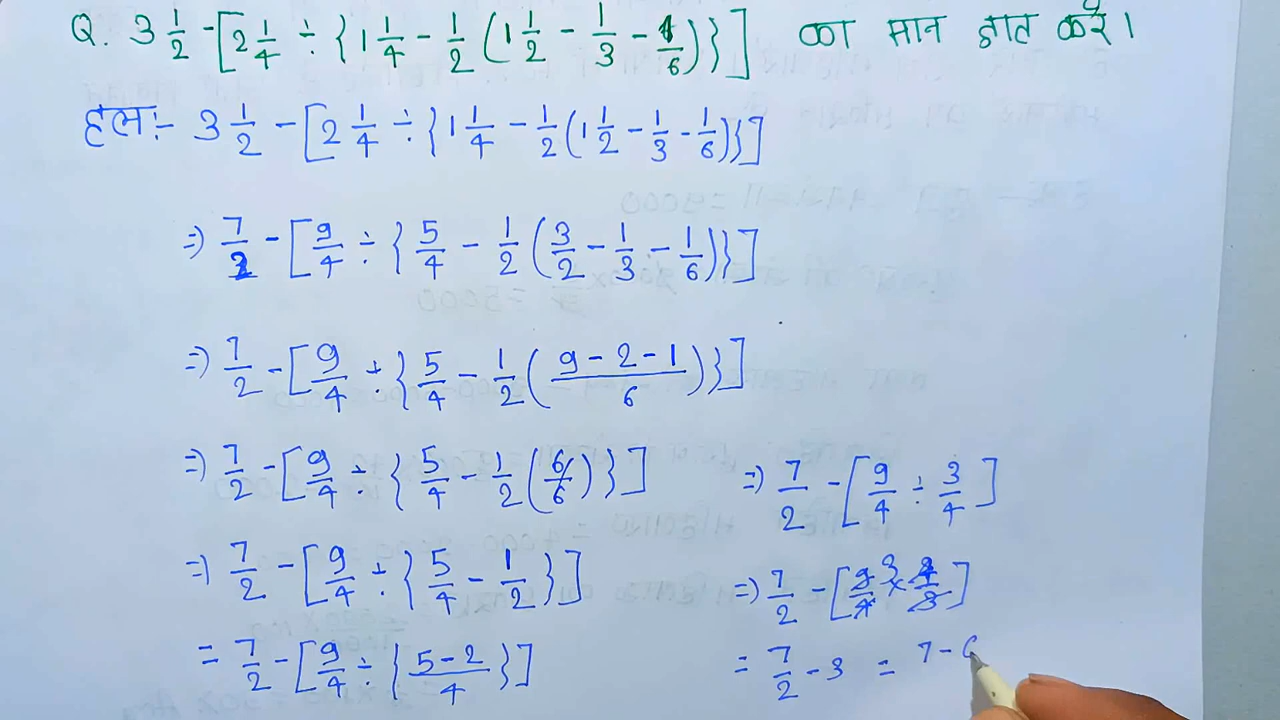 Q. 3 1/2 - [2 1/4 ÷ {1 1/4 - 1/2 (1 1/2 - 1/3 - 1/6)}] का मान ज्ञात करें।
हलः- 3 1/2 - [2 1/4 ÷ {1 1/4 - 1/2 (1 1/2 - 1/3 - 1/6)}]
=) 7/2 - [9/4 ÷ {5/4 - 1/2 (3/2 - 1/3 - 1/6)}]
=) 7/2 - [9/4 ÷ {5/4 - 1/2 ((9 - 2 - 1)/6)}]
=) 7/2 - [9/4 ÷ {5/4 - 1/2 (6/6)}]
=) 7/2 - [9/4 ÷ {5/4 - 1/2}]
= 7/2 - [9/4 ÷ {(5-2)/4}]
=) 7/2 - [9/4 ÷ 3/4]
=) 7/2 - [9/4 3 × 4/3]
= 7/2 - 3 = 7-6